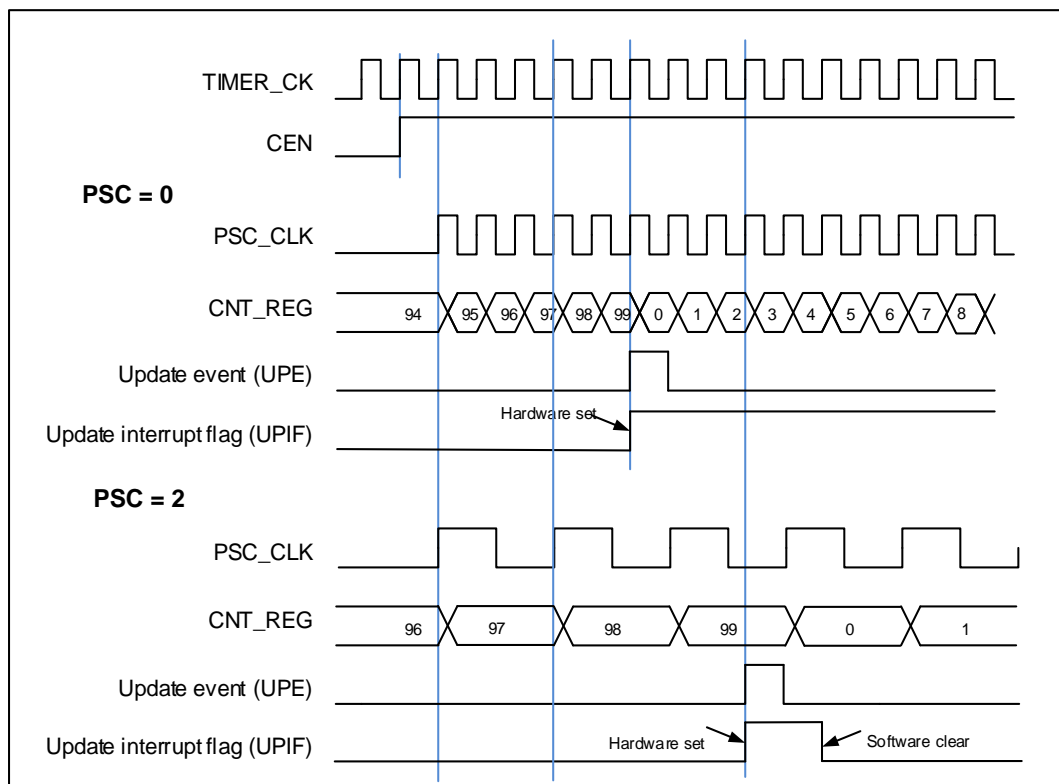 TIMER_CK
CEN
PSC = 0
PSC_CLK
CNT_REG 94 95 96 97 98 99 0 1 2 3 4 5 6 7 8
Update event (UPE)
Hardware set
Update interrupt flag (UPIF)
PSC = 2
PSC_CLK
CNT_REG 96 97 98 99 0 1
Update event (UPE)
Update interrupt flag (UPIF) Hardware set Software clear